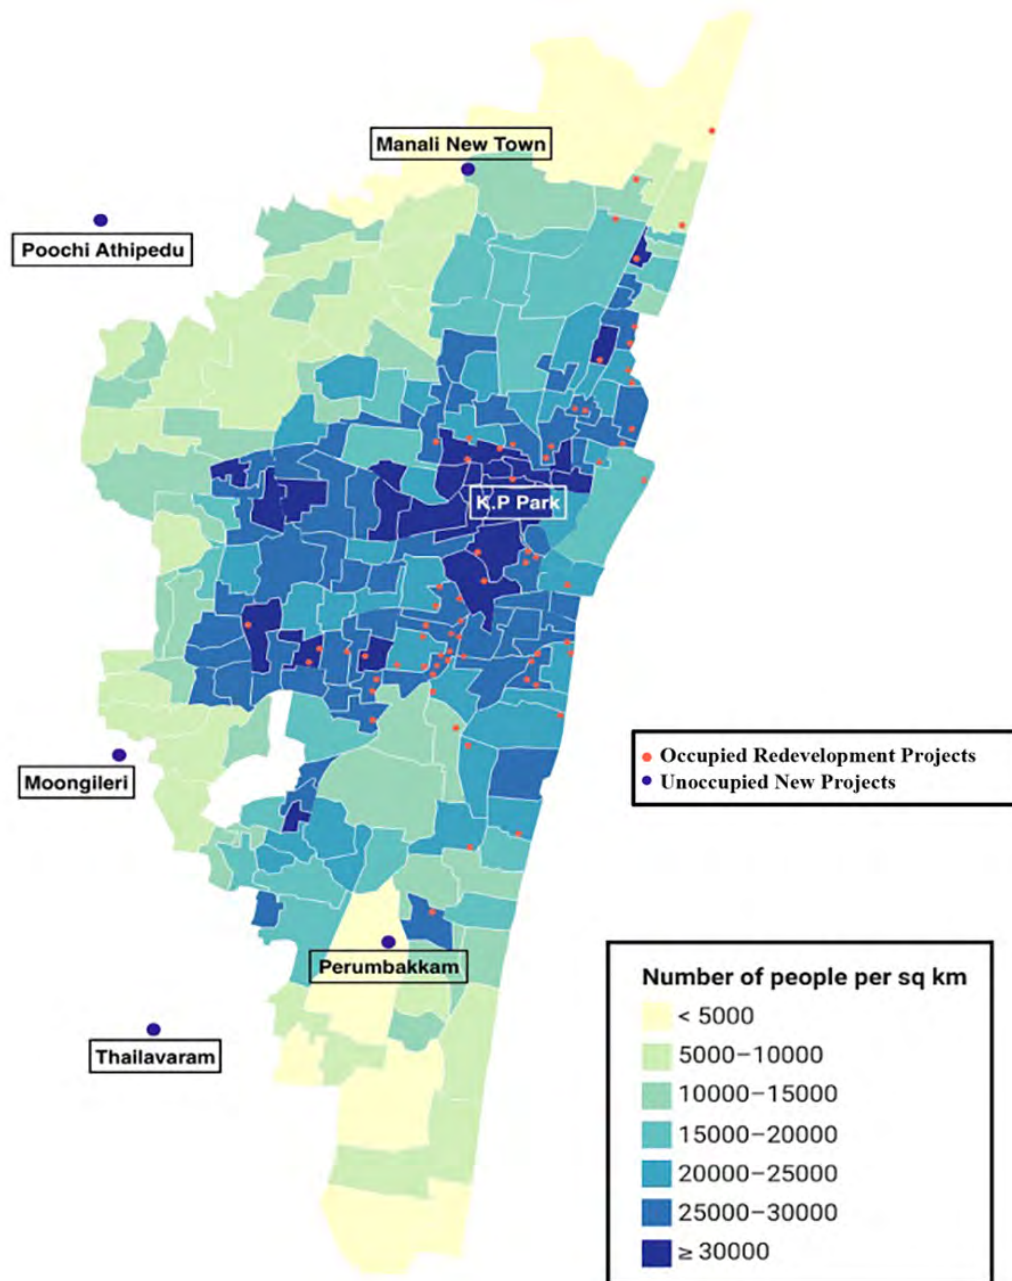 Manali New Town
Poochi Athipedu
K.P Park
Occupied Redevelopment Projects
Unoccupied New Projects
Moongileri
Perumbakkam
Thailavaram
Number of people per sq km
< 5000
5000–10000
10000–15000
15000–20000
20000–25000
25000–30000
≥ 30000